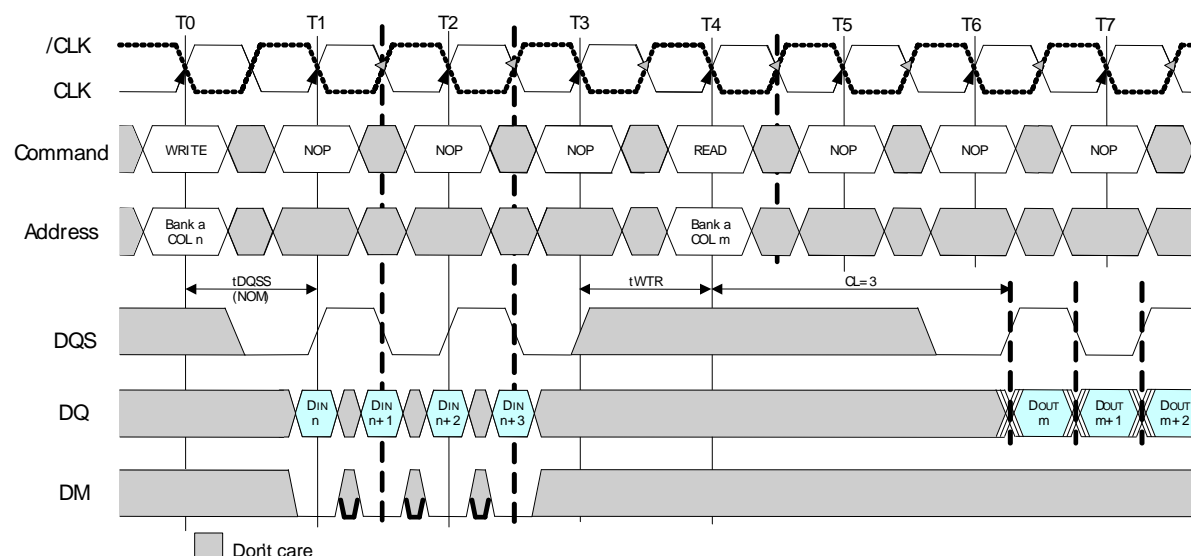 T0 T1 T2 T3 T4 T5 T6 T7
/CLK
CLK
Command WRITE NOP NOP NOP READ NOP NOP NOP
Address Bank a COL n Bank a COL m
tDQSS (NOM) tWTR CL=3
DQS
DQ DIN n DIN n+1 DIN n+2 DIN n+3 DOUT m DOUT m+1 DOUT m+2
DM
Don't care